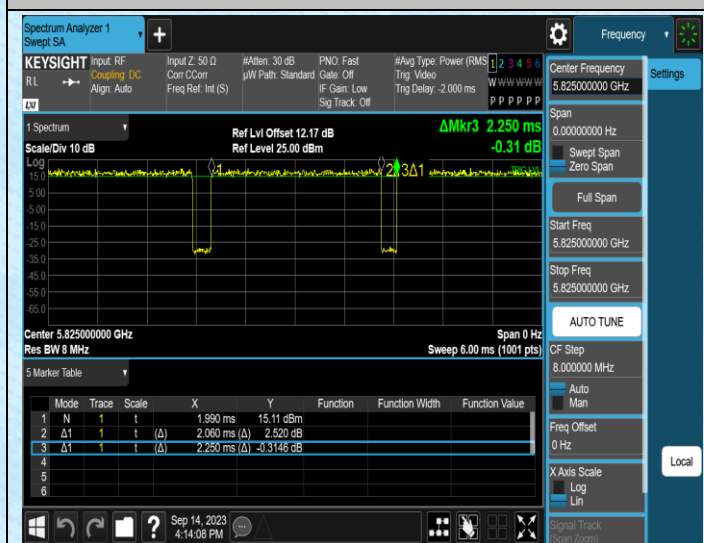 Spectrum Analyzer 1
Swept SA
+
Frequency
KEYSIGHT
RL
Input: RF
Coupling: DC
Align: Auto
Input Z: 50 Ω
Corr CCorr
Freq Ref: Int (S)
#Atten: 30 dB
µW Path: Standard
PNO: Fast
Gate: Off
IF Gain: Low
Sig Track: Off
#Avg Type: Power (RMS
Trig: Video
Trig Delay: -2.000 ms
1 2 3 4 5 6
W W W W W W
P P P P P P
LXI
1 Spectrum
Scale/Div 10 dB
Ref Lvl Offset 12.17 dB
Ref Level 25.00 dBm
ΔMkr3 2.250 ms
-0.31 dB
Log
15.0
5.00
-5.00
-15.0
-25.0
-35.0
-45.0
-55.0
-65.0
1
2
3Δ1
TRIG LVL
Center 5.825000000 GHz
Res BW 8 MHz
Span 0 Hz
Sweep 6.00 ms (1001 pts)
5 Marker Table
Mode Trace Scale X Y Function Function Width Function Value
1 N 1 t 1.990 ms 15.11 dBm
2 Δ1 1 t (Δ) 2.060 ms (Δ) 2.520 dB
3 Δ1 1 t (Δ) 2.250 ms (Δ) -0.3146 dB
4
5
6
Center Frequency
5.825000000 GHz
Settings
Span
0.00000000 Hz
Swept Span
Zero Span
Full Span
Start Freq
5.825000000 GHz
Stop Freq
5.825000000 GHz
AUTO TUNE
CF Step
8.000000 MHz
Auto
Man
Freq Offset
0 Hz
X Axis Scale
Log
Lin
Signal Track
(Span Zoom)
Local
?
Sep 14, 2023
4:14:08 PM